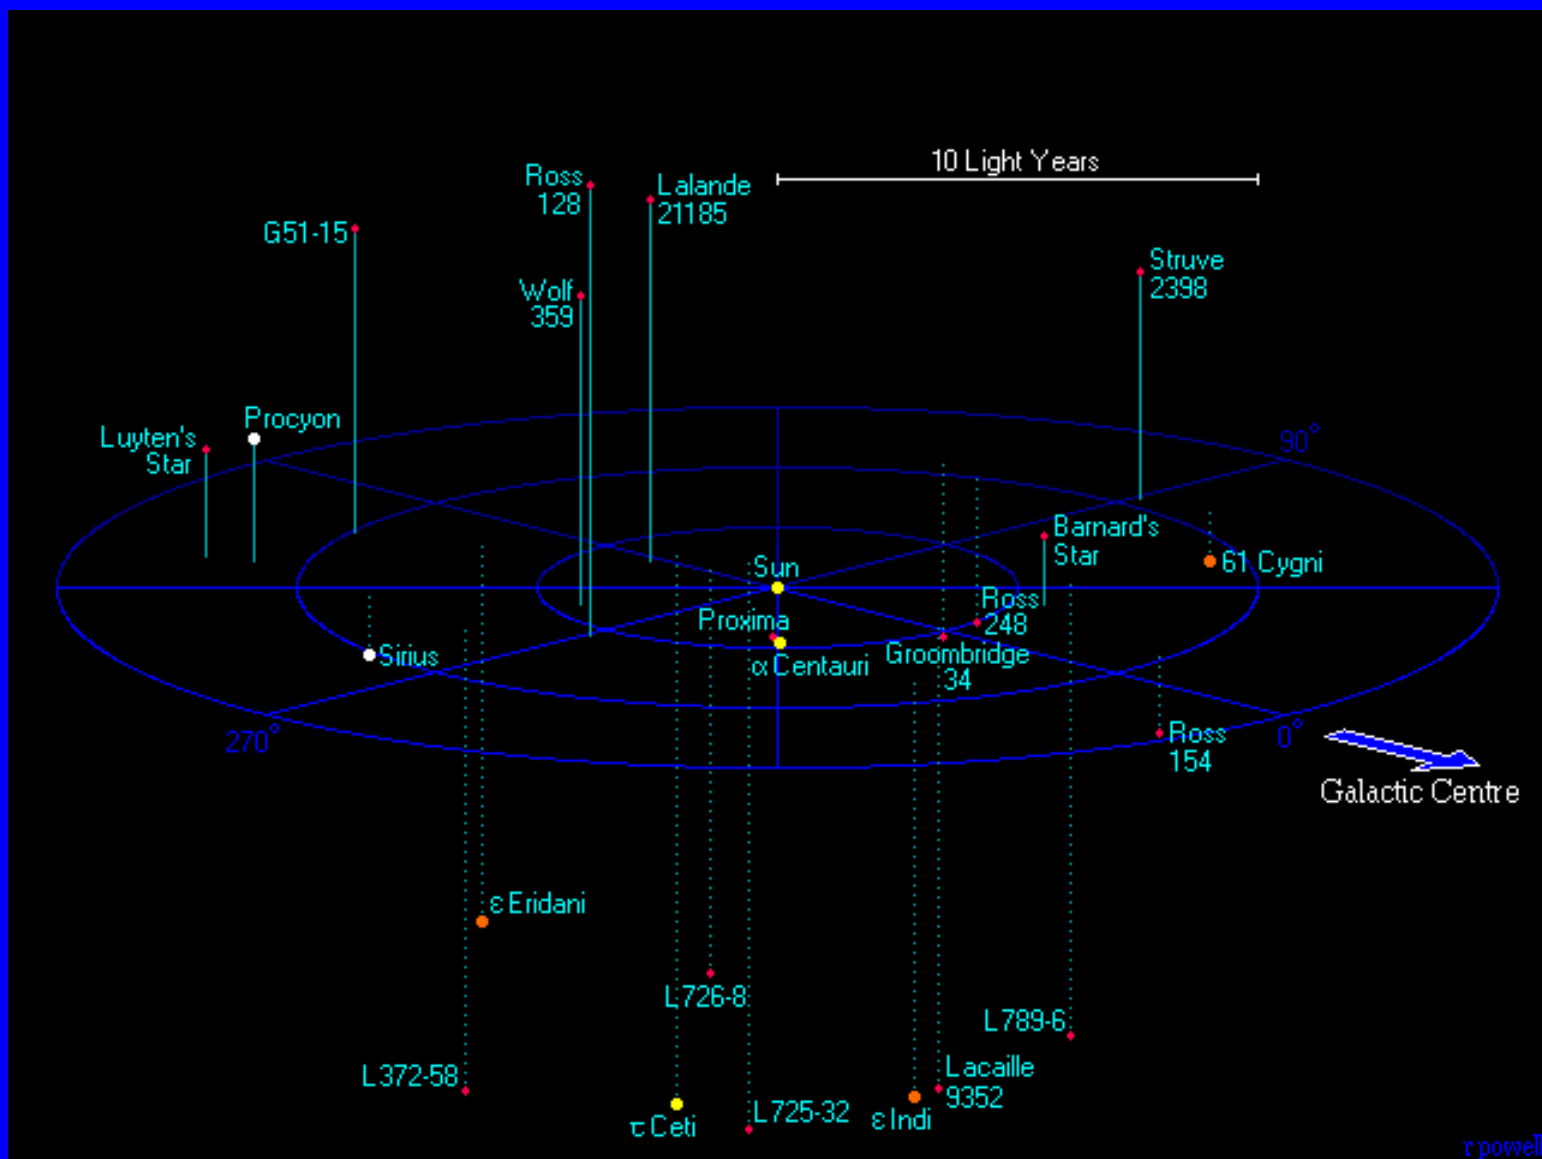 10 Light Years
Ross
128
Lalande
21185
G51-15
Struve
2398
Wolf
359
Procyon
Luyten's
Star
90°
Barnard's
Star
Sun
61 Cygni
Ross
248
Proxima
Sirius
α Centauri
Groombridge
34
270°
0°
Ross
154
Galactic Centre
ε Eridani
L726-8
L789-6
L372-58
Lacaille
9352
L725-32
τ Ceti
ε Indi
r powell